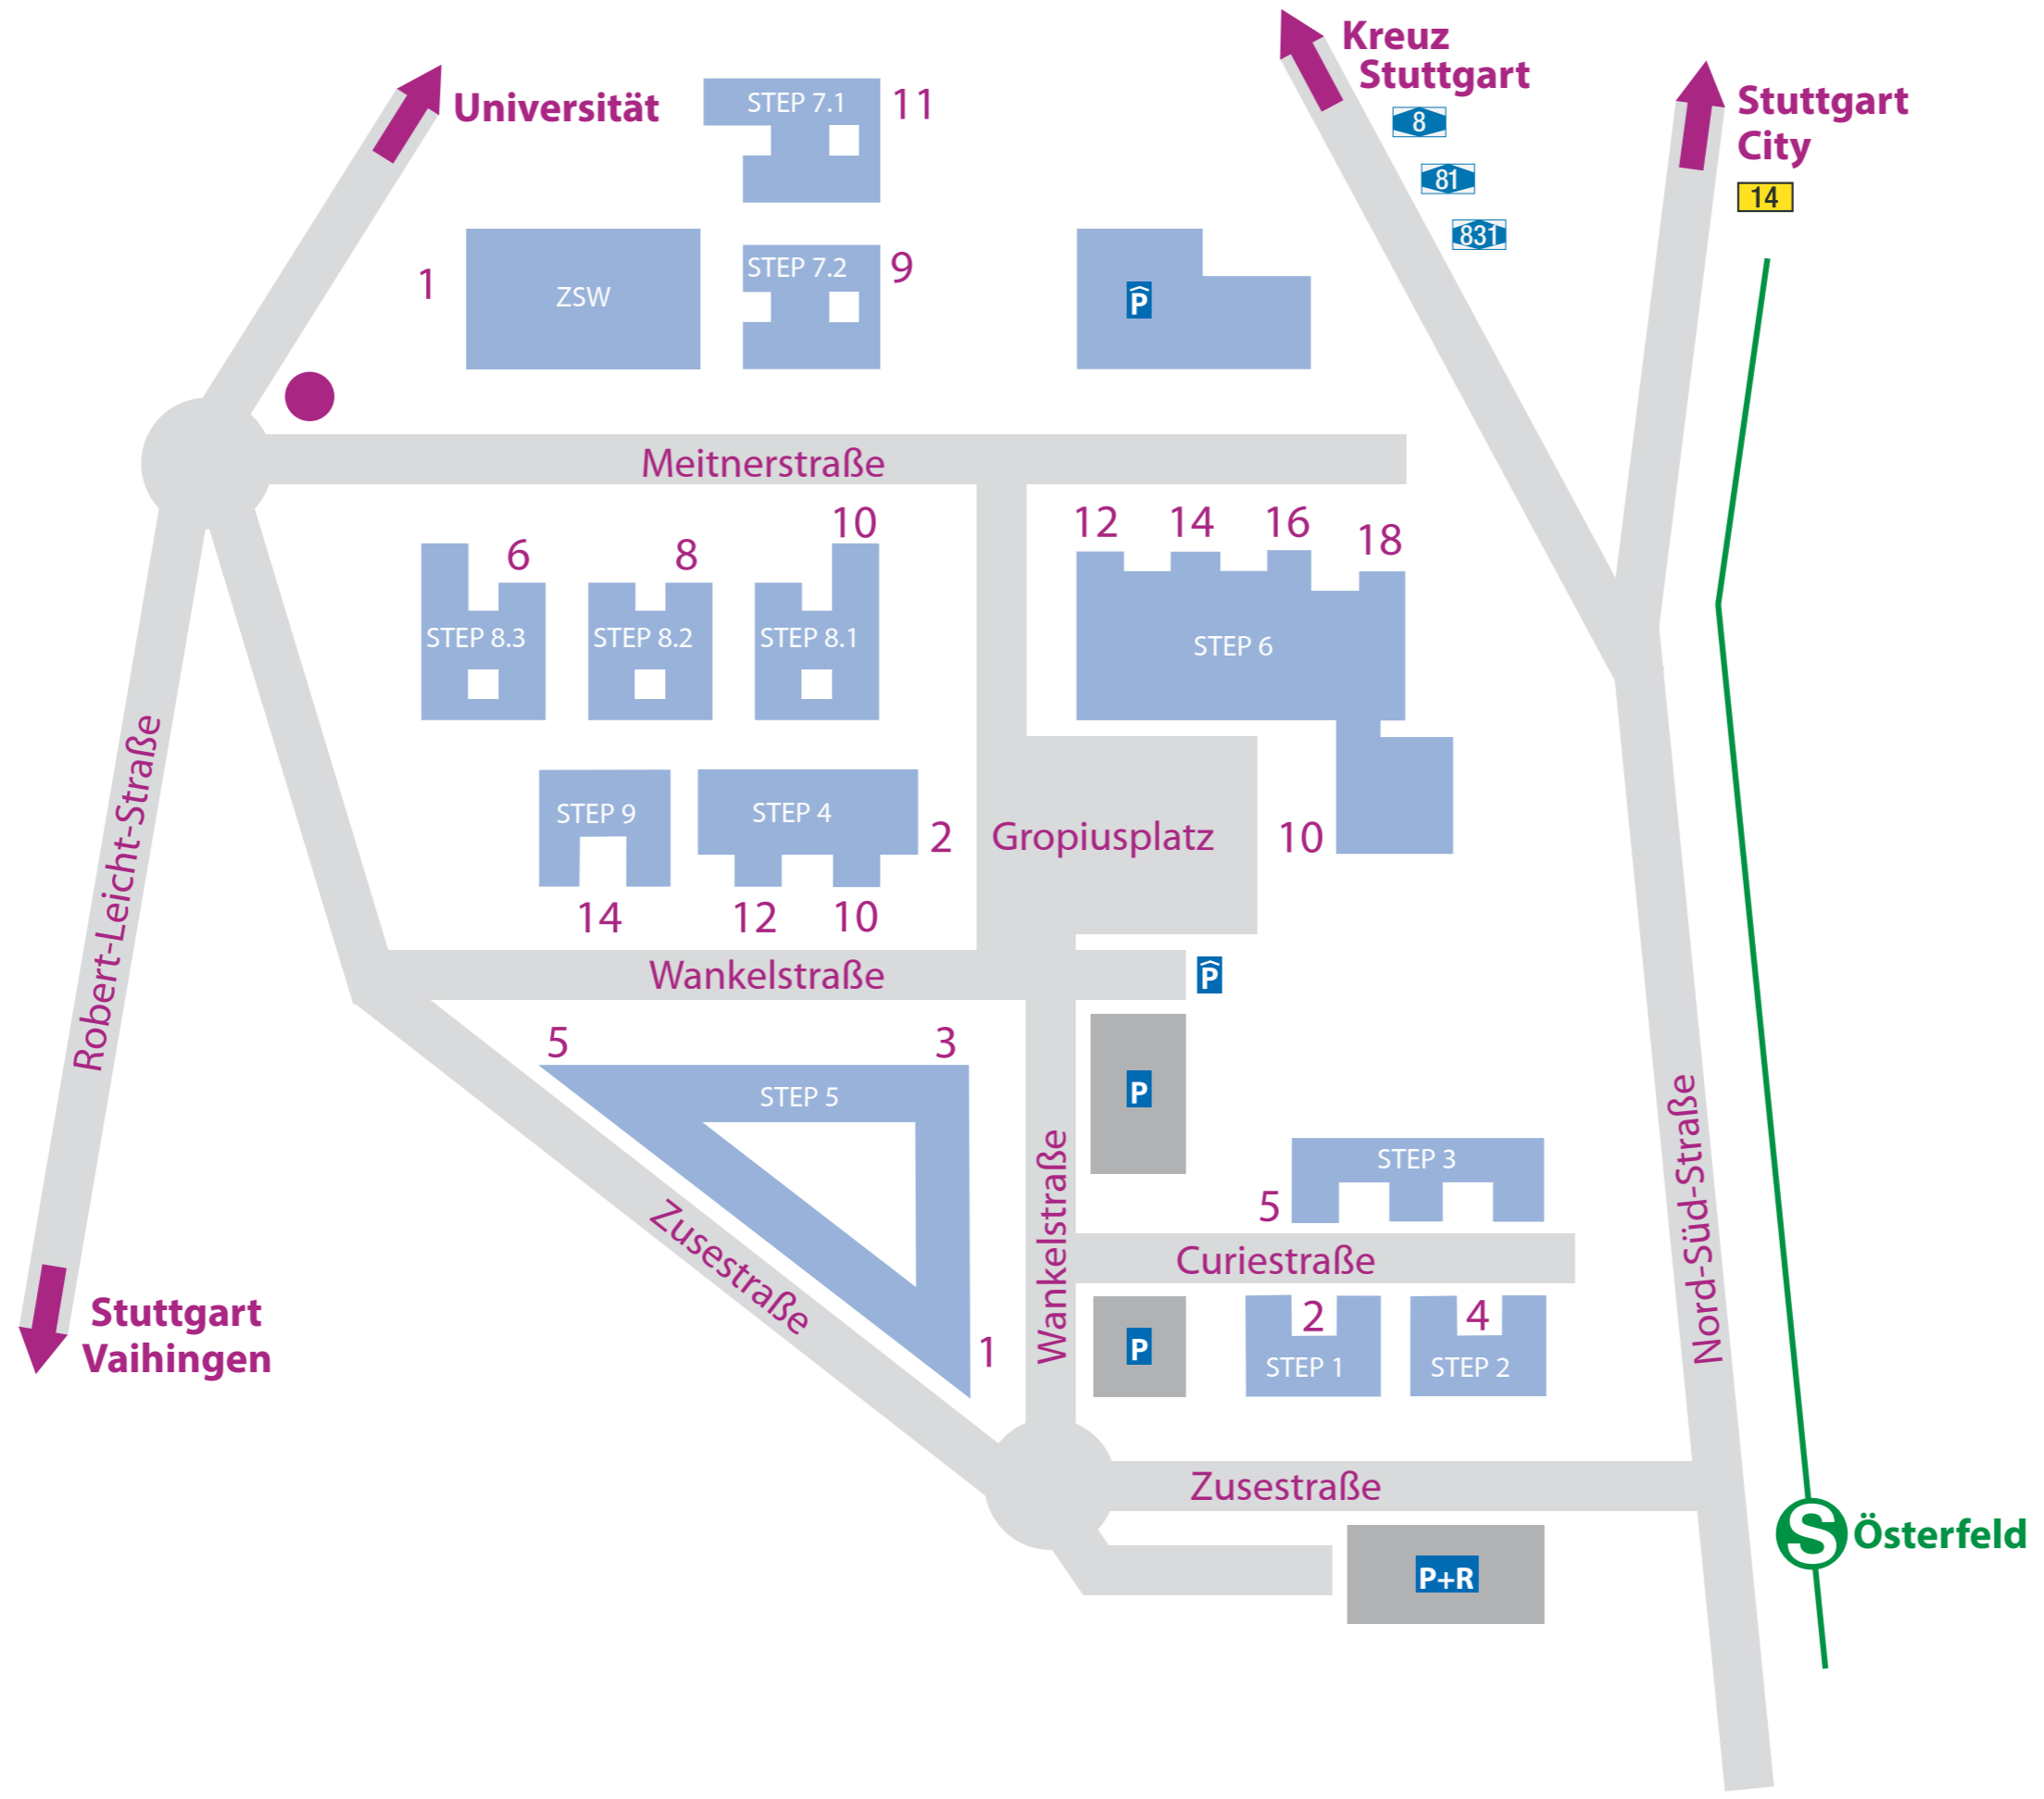 Kreuz
Stuttgart
8
81
831
Stuttgart
City
14
Universität
STEP 7.1
11
1
ZSW
STEP 7.2
9
P
Meitnerstraße
6
8
10
12
14
16
18
STEP 8.3
STEP 8.2
STEP 8.1
STEP 6
STEP 9
STEP 4
2
Gropiusplatz
10
14
12
10
Robert-Leicht-Straße
Wankelstraße
P
5
3
STEP 5
P
Wankelstraße
Zusestraße
1
STEP 3
5
Curiestraße
Nord-Süd-Straße
Stuttgart
Vaihingen
P
2
4
STEP 1
STEP 2
Zusestraße
P+R
S Österfeld